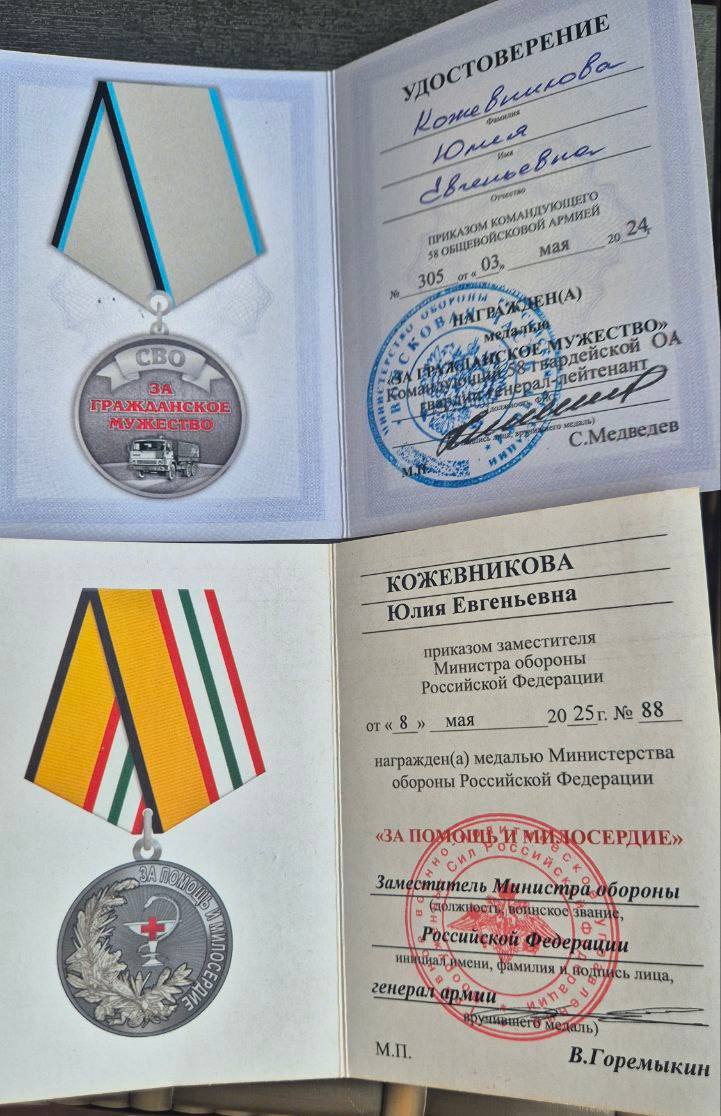 УДОСТОВЕРЕНИЕ
Кожевникова
Фамилия
Юлия
Имя
Евгеньевна
Отчество
ПРИКАЗОМ КОМАНДУЮЩЕГО
58 ОБЩЕВОЙСКОВОЙ АРМИЕЙ
№ 305 от « 03 » мая 20 24 г.
НАГРАЖДЕН(А)
медалью
«ЗА ГРАЖДАНСКОЕ МУЖЕСТВО»
Командующий 58 Гвардейской ОА
гвардии генерал-лейтенант
С.Медведев
М.П.
СВО
ЗА
ГРАЖДАНСКОЕ
МУЖЕСТВО
КОЖЕВНИКОВА
Юлия Евгеньевна
приказом заместителя
Министра обороны
Российской Федерации
от « 8 » мая 20 25 г. № 88
награжден(а) медалью Министерства
обороны Российской Федерации
«ЗА ПОМОЩЬ И МИЛОСЕРДИЕ»
Заместитель Министра обороны
(должность, воинское звание,
Российской Федерации
инициал имени, фамилия и подпись лица,
генерал армии
вручившего медаль)
М.П.
В.Горемыкин
ЗА ПОМОЩЬ И МИЛОСЕРДИЕ